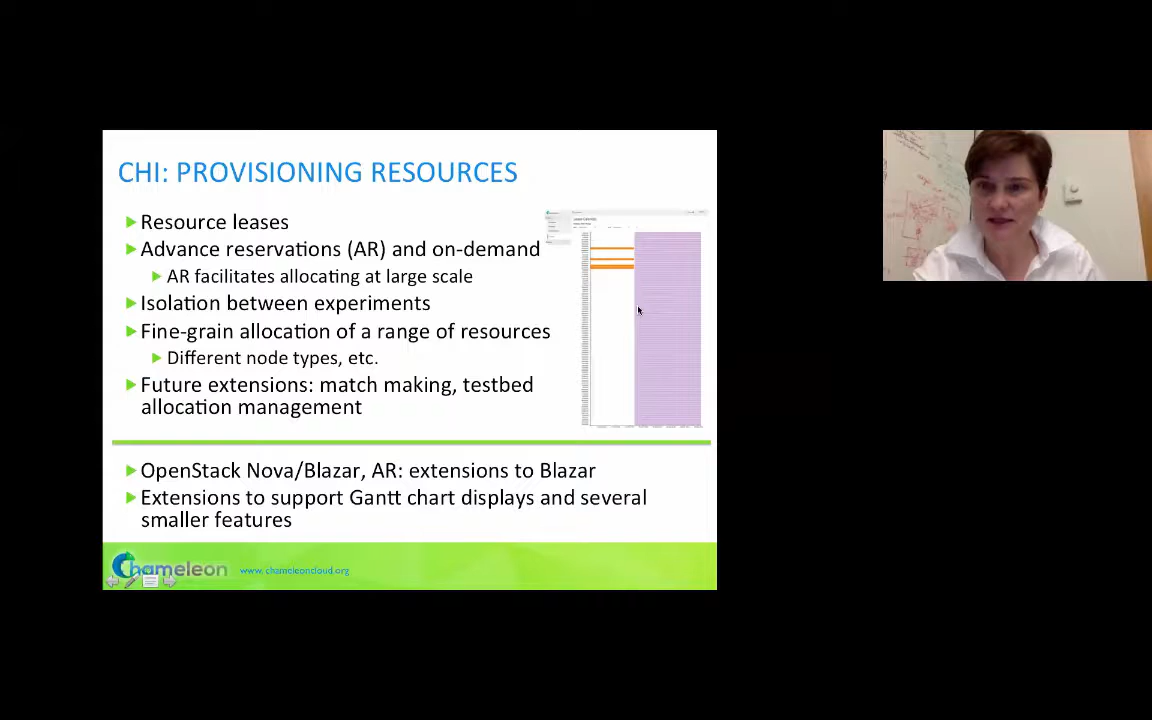 CHI: PROVISIONING RESOURCES
Resource leases
Advance reservations (AR) and on-demand
AR facilitates allocating at large scale
Isolation between experiments
Fine-grain allocation of a range of resources
Different node types, etc.
Future extensions: match making, testbed
allocation management
OpenStack Nova/Blazar, AR: extensions to Blazar
Extensions to support Gantt chart displays and several
smaller features
Chameleon
www.chameleoncloud.org